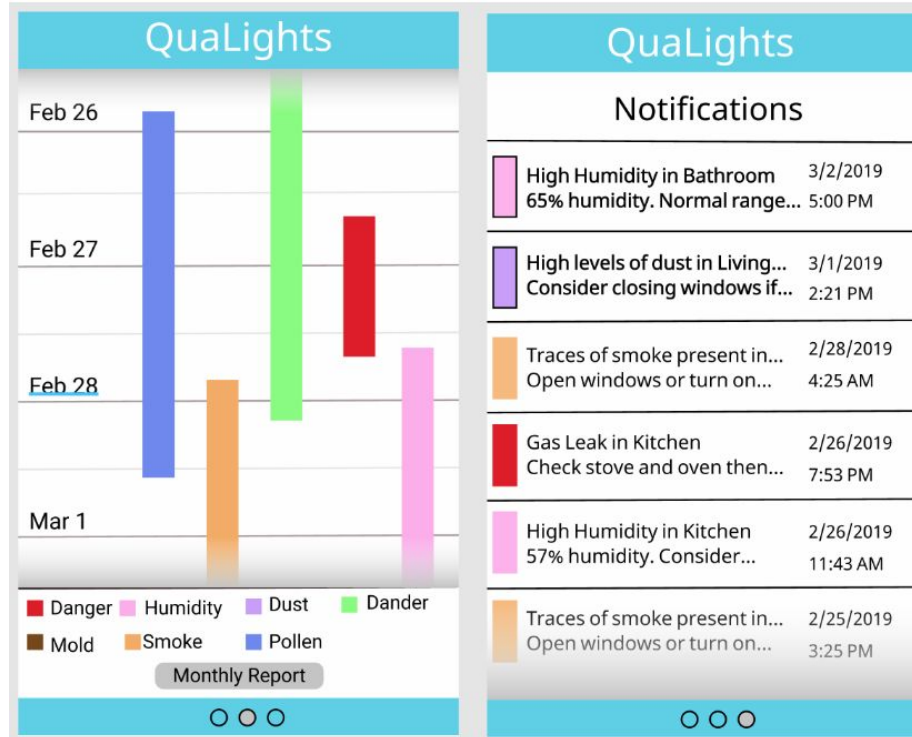 QuaLights
Feb 26
Feb 27
Feb 28
Mar 1
Danger Humidity Dust Dander
Mold Smoke Pollen
Monthly Report
QuaLights
Notifications
High Humidity in Bathroom 3/2/2019
65% humidity. Normal range... 5:00 PM
High levels of dust in Living... 3/1/2019
Consider closing windows if... 2:21 PM
Traces of smoke present in... 2/28/2019
Open windows or turn on... 4:25 AM
Gas Leak in Kitchen 2/26/2019
Check stove and oven then... 7:53 PM
High Humidity in Kitchen 2/26/2019
57% humidity. Consider... 11:43 AM
Traces of smoke present in... 2/25/2019
Open windows or turn on... 3:25 PM